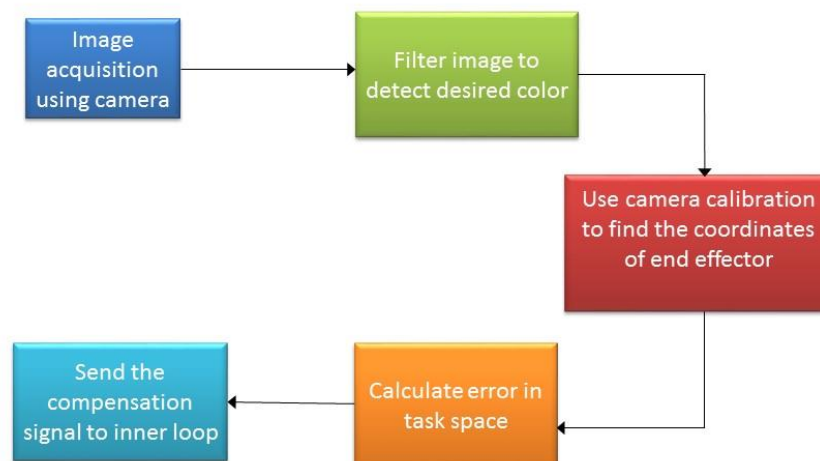 Image
acquisition
using camera
Filter image to
detect desired color
Use camera calibration
to find the coordinates
of end effector
Calculate error in
task space
Send the
compensation
signal to inner loop